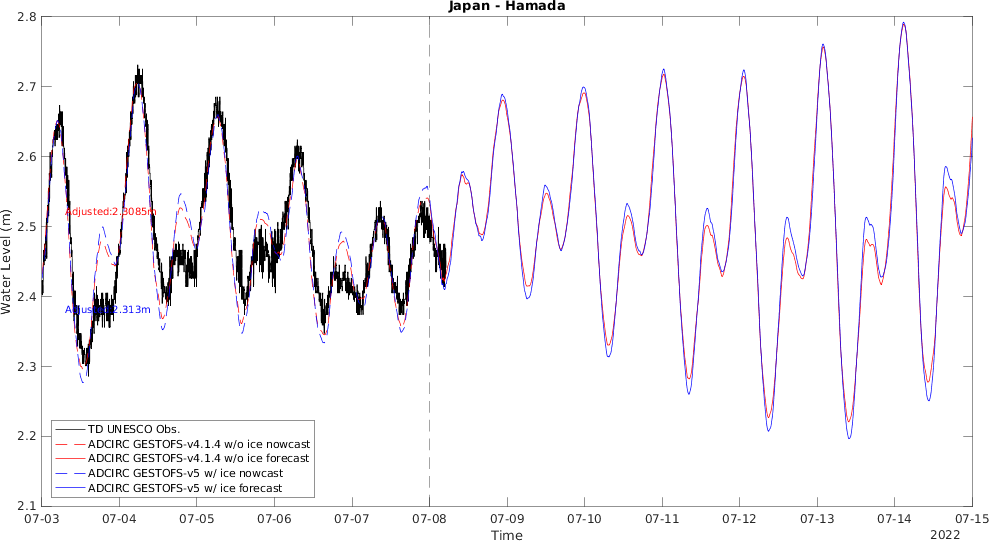 Japan - Hamada
2.8
2.7
2.6
2.5
2.4
2.3
2.2
2.1
Water Level (m)
Adjusted:2.3085m
TD UNESCO Obs.
ADCIRC GESTOFS-v4.1.4 w/o ice nowcast
ADCIRC GESTOFS-v4.1.4 w/o ice forecast
ADCIRC GESTOFS-v5 w/ ice nowcast
ADCIRC GESTOFS-v5 w/ ice forecast
07-03 07-04 07-05 07-06 07-07 07-08 07-09 07-10 07-11 07-12 07-13 07-14 07-15
Time
2022